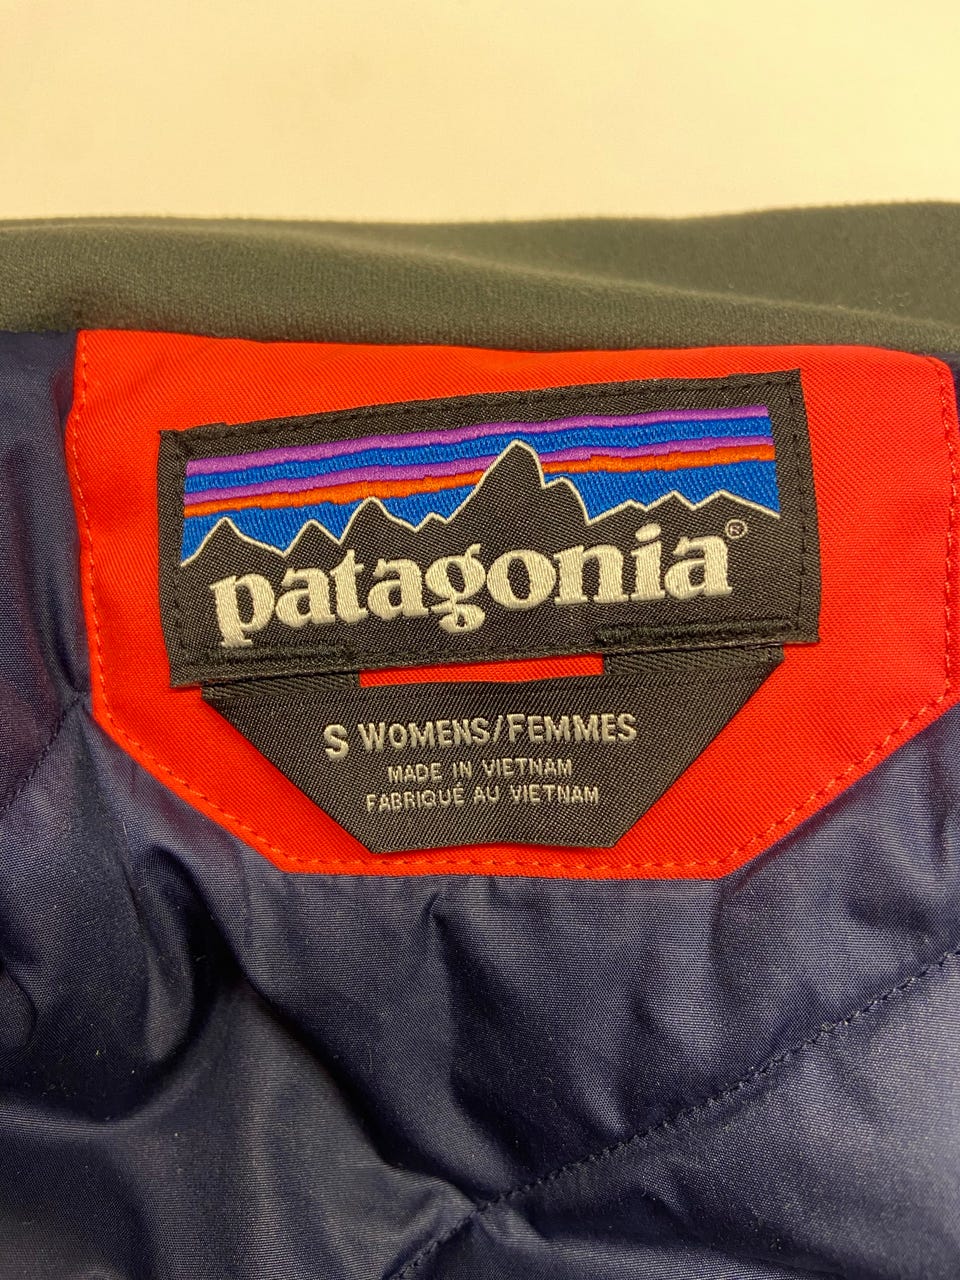 patagonia®
S WOMENS/FEMMES
MADE IN VIETNAM
FABRIQUÉ AU VIETNAM